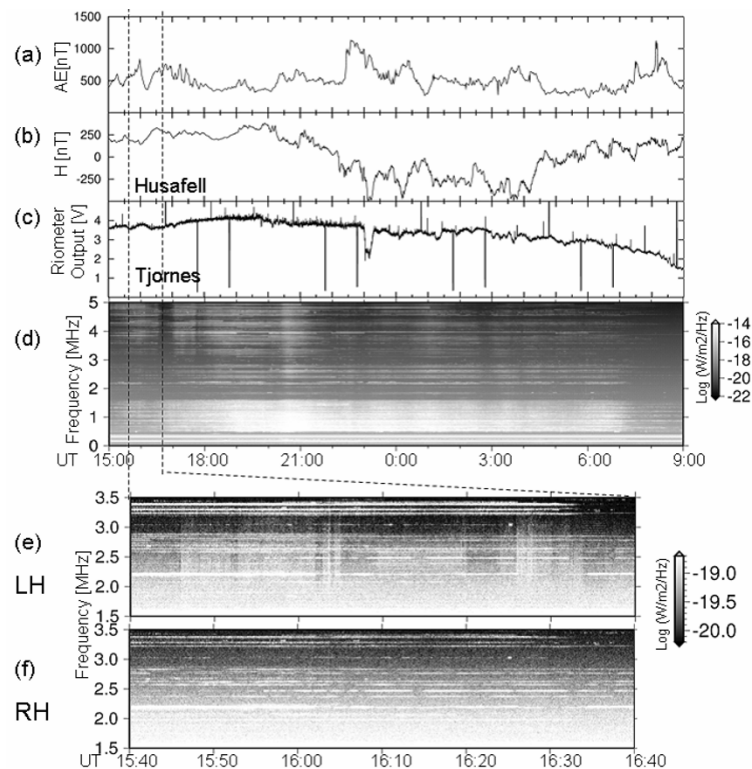 (a)
AE[nT]
1500
1000
500
(b)
H [nT]
250
0
-250
Husafell
(c)
Riometer
Output [V]
4
3
2
1
Tjornes
(d)
Frequency [MHz]
5
4
3
2
1
0
Log (W/m2/Hz)
-14
-16
-18
-20
-22
UT
15:00 18:00 21:00 0:00 3:00 6:00 9:00
(e)
LH
3.5
3.0
2.5
2.0
1.5
Frequency [MHz]
Log (W/m2/Hz)
-19.0
-19.5
-20.0
(f)
RH
3.5
3.0
2.5
2.0
1.5
UT 15:40 15:50 16:00 16:10 16:20 16:30 16:40